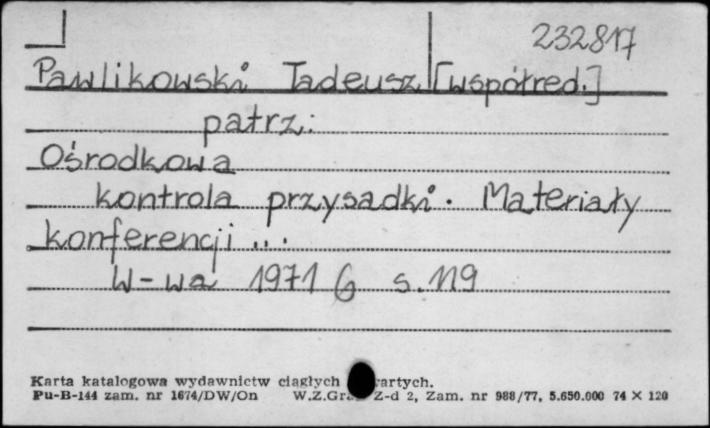 232817
Pawlikowski Tadeusz [współred.]
patrz:
Ośrodkowa
kontrola przysadki. Materiały
konferencji ...
W-wa 1971 s. 119
Karta katalogowa wydawnictw ciągłych
Pu-B-144 zam. nr 1674/DW/On W.Z.Gra Z-d 2, Zam. nr 988/77, 5.650.000 74 × 120